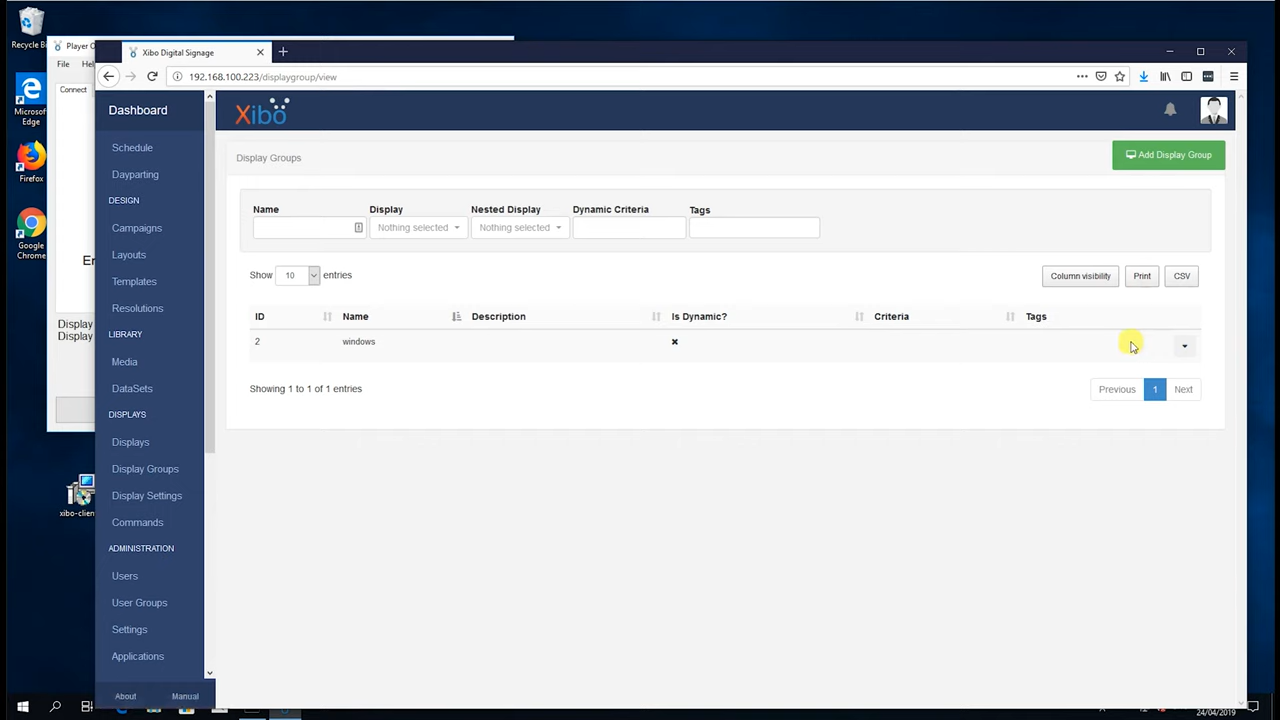 Recycle Bin
Player O
File Hel
Connect
Xibo Digital Signage
192.168.100.223/displaygroup/view
Microsoft
Edge
Firefox
Google
Chrome
Er
Display
Display
xibo-clien
Dashboard
Schedule
Dayparting
DESIGN
Campaigns
Layouts
Templates
Resolutions
LIBRARY
Media
DataSets
DISPLAYS
Displays
Display Groups
Display Settings
Commands
ADMINISTRATION
Users
User Groups
Settings
Applications
About Manual
Xibo
Display Groups
Add Display Group
Name Display Nested Display Dynamic Criteria Tags
Nothing selected Nothing selected
Show 10 entries
Column visibility Print CSV
ID Name Description Is Dynamic? Criteria Tags
2 windows
Showing 1 to 1 of 1 entries
Previous 1 Next
24/04/2019